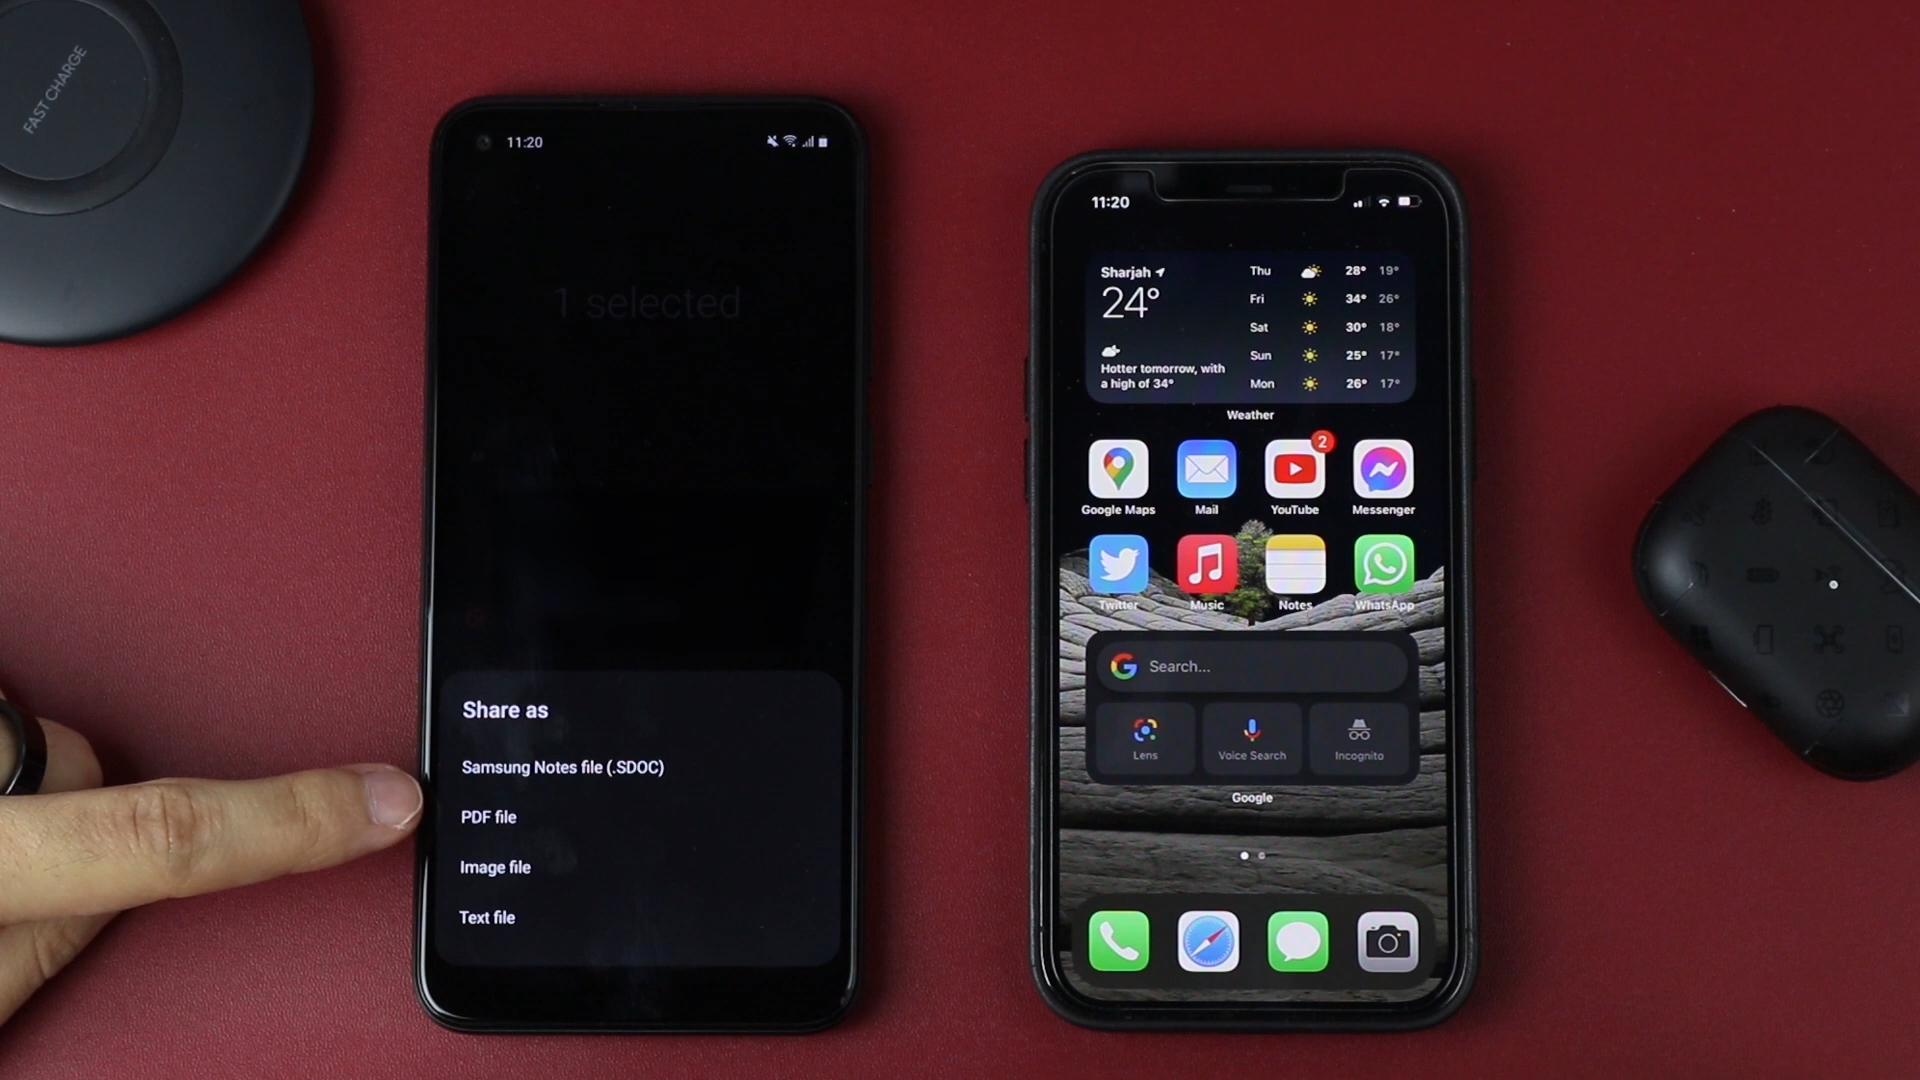 FAST CHARGE
11:20
1 selected
Share as
Samsung Notes file (.SDOC)
PDF file
Image file
Text file
11:20
Sharjah
24°
Hotter tomorrow, with
a high of 34°
Thu 28° 19°
Fri 34° 26°
Sat 30° 18°
Sun 25° 17°
Mon 26° 17°
Weather
2
Google Maps Mail YouTube Messenger
Twitter Music Notes WhatsApp
G Search...
Lens Voice Search Incognito
Google